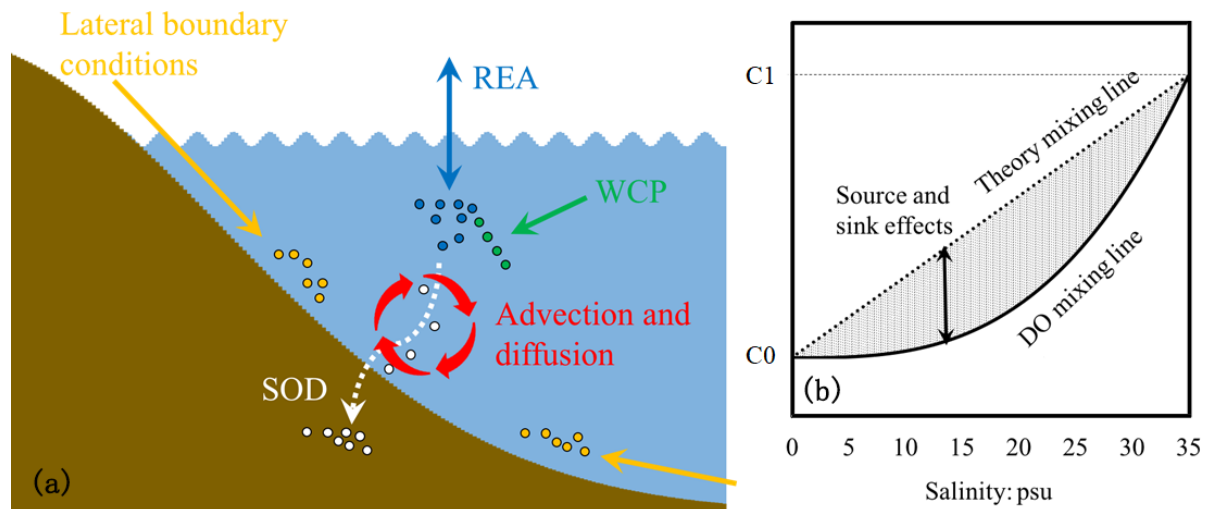 Lateral boundary
conditions
REA
WCP
Advection and
diffusion
SOD
(a)
C1
C0
Theory mixing line
Source and
sink effects
DO mixing line
(b)
0 5 10 15 20 25 30 35
Salinity: psu